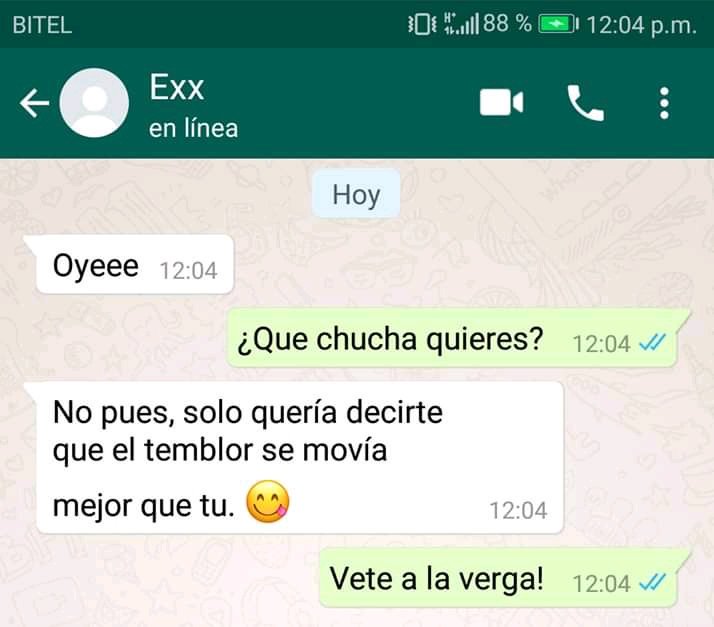 BITEL 88 % 12:04 p.m.
Exx
en línea
Hoy
Oyeee 12:04
¿Que chucha quieres? 12:04
No pues, solo quería decirte
que el temblor se movía
mejor que tu. 😋 12:04
Vete a la verga! 12:04